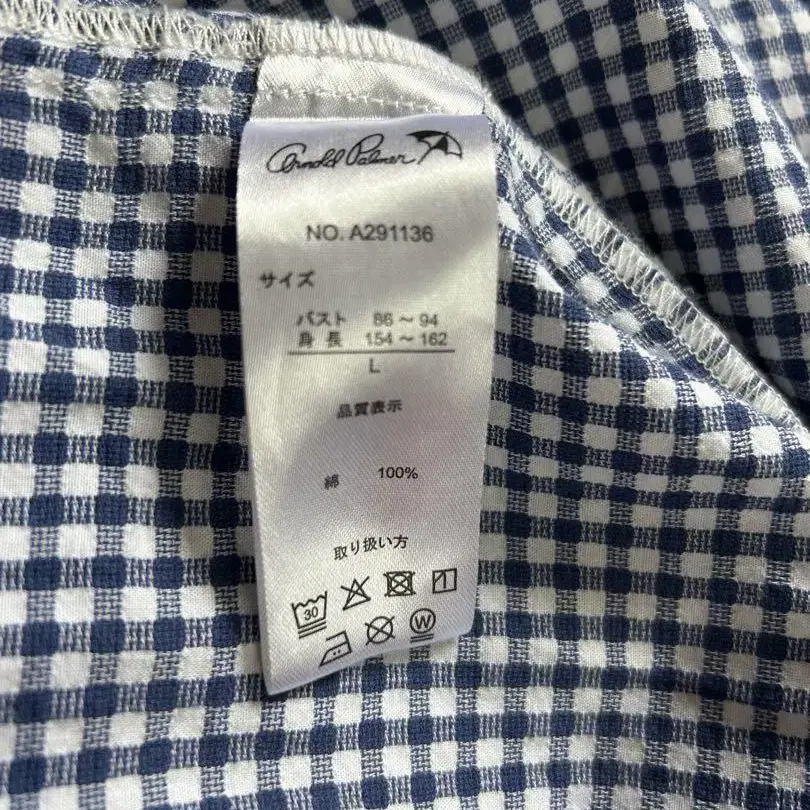 Arnold Palmer
NO. A291136
サイズ
バスト 86～94
身長 154～162
L
品質表示
綿 100%
取り扱い方
30
W